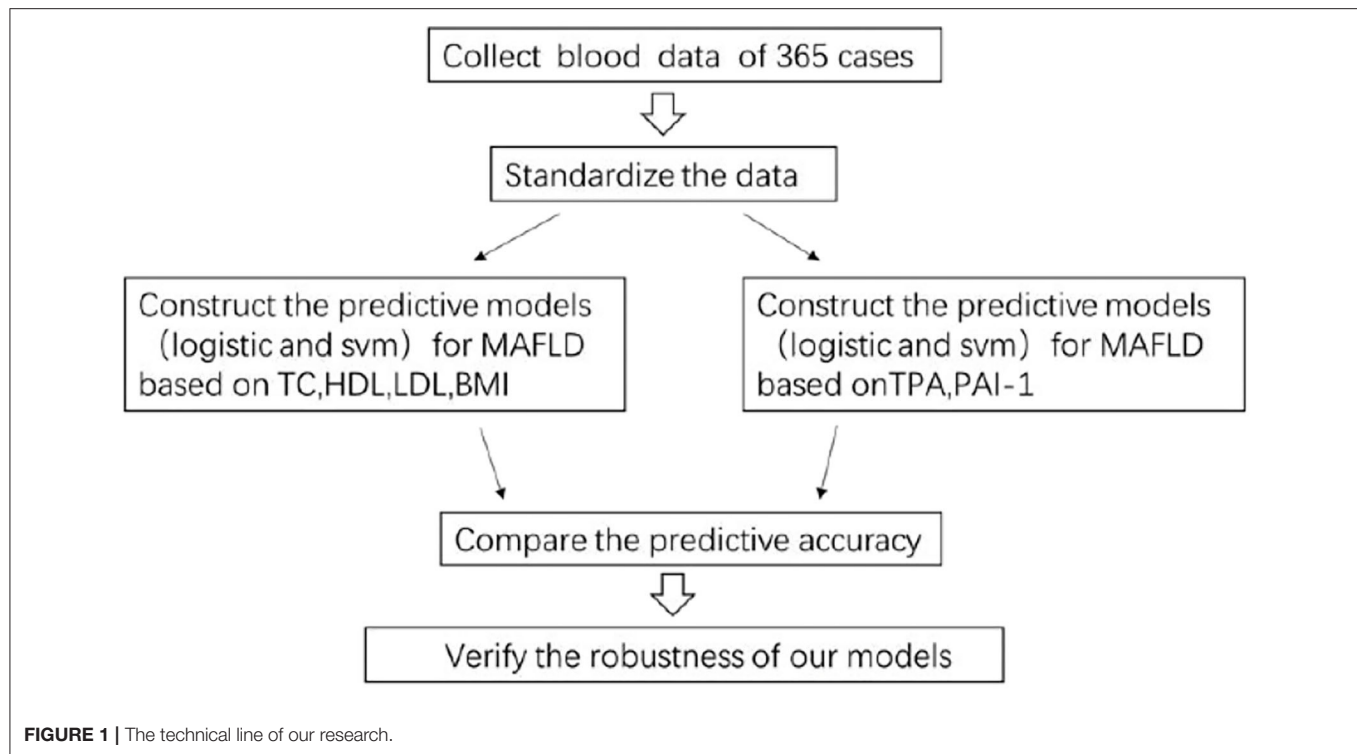 Collect blood data of 365 cases
Standardize the data
Construct the predictive models
（logistic and svm）for MAFLD
based on TC,HDL,LDL,BMI
Construct the predictive models
（logistic and svm）for MAFLD
based onTPA,PAI-1
Compare the predictive accuracy
Verify the robustness of our models
FIGURE 1 | The technical line of our research.